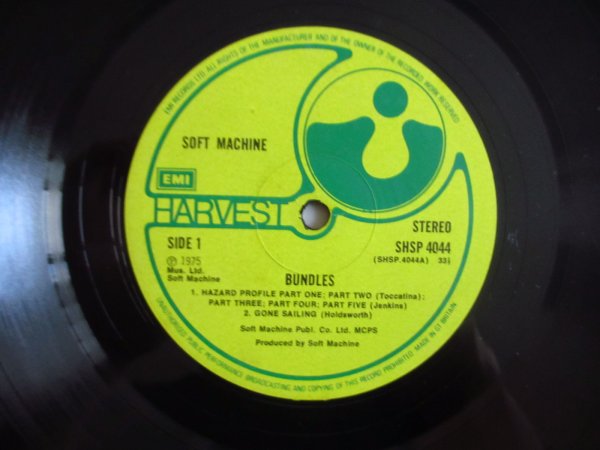 EMI RECORDS LTD. ALL RIGHTS OF THE MANUFACTURER AND OF THE OWNER OF THE RECORDED WORK RESERVED
SOFT MACHINE
EMI
HARVEST
STEREO
SIDE 1
SHSP 4044
(SHSP.4044A) 33⅓
℗ 1975
Mus. Ltd.
Soft Machine
BUNDLES
1. HAZARD PROFILE PART ONE; PART TWO (Toccatina);
PART THREE; PART FOUR; PART FIVE (Jenkins)
2. GONE SAILING (Holdsworth)
Soft Machine Publ. Co. Ltd. MCPS
Produced by Soft Machine
UNAUTHORIZED PUBLIC PERFORMANCE BROADCASTING AND COPYING OF THIS RECORD PROHIBITED MADE IN GT BRITAIN